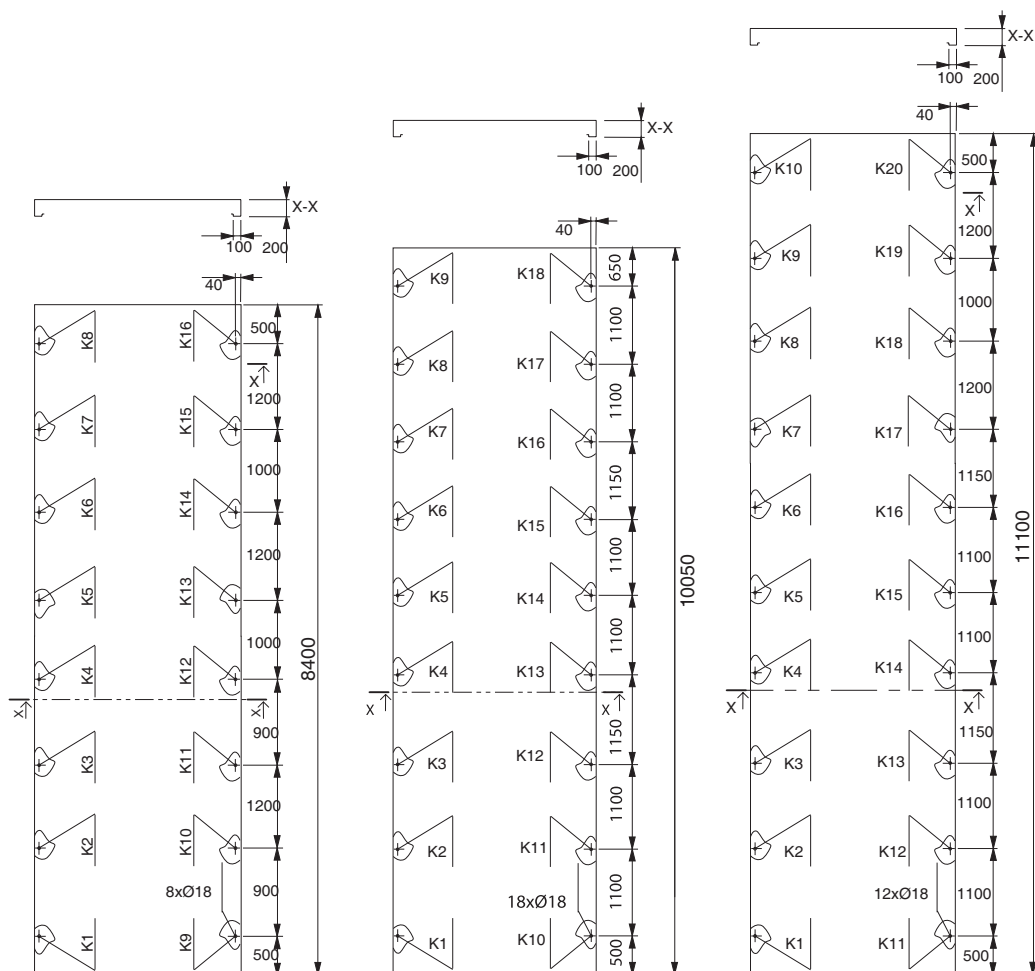 X-X
100 200
40
K8 K16 500
X
1200
K7 K15
1000
K6 K14
1200
K5 K13
1000
K4 K12
X X
900
K3 K11
1200
K2 K10
8xØ18 900
K1 K9 500
8400
X-X
100 200
40
K9 K18 650
1100
K8 K17
1100
K7 K16
1150
K6 K15
1100
K5 K14
1100
K4 K13
X X
1150
K3 K12
1100
K2 K11
18xØ18 1100
K1 K10 500
10050
X-X
100 200
40
K10 K20 500
X
1200
K9 K19
1000
K8 K18
1200
K7 K17
1150
K6 K16
1100
K5 K15
1100
K4 K14
X X
1150
K3 K13
1100
K2 K12
12xØ18 1100
K1 K11 500
11100